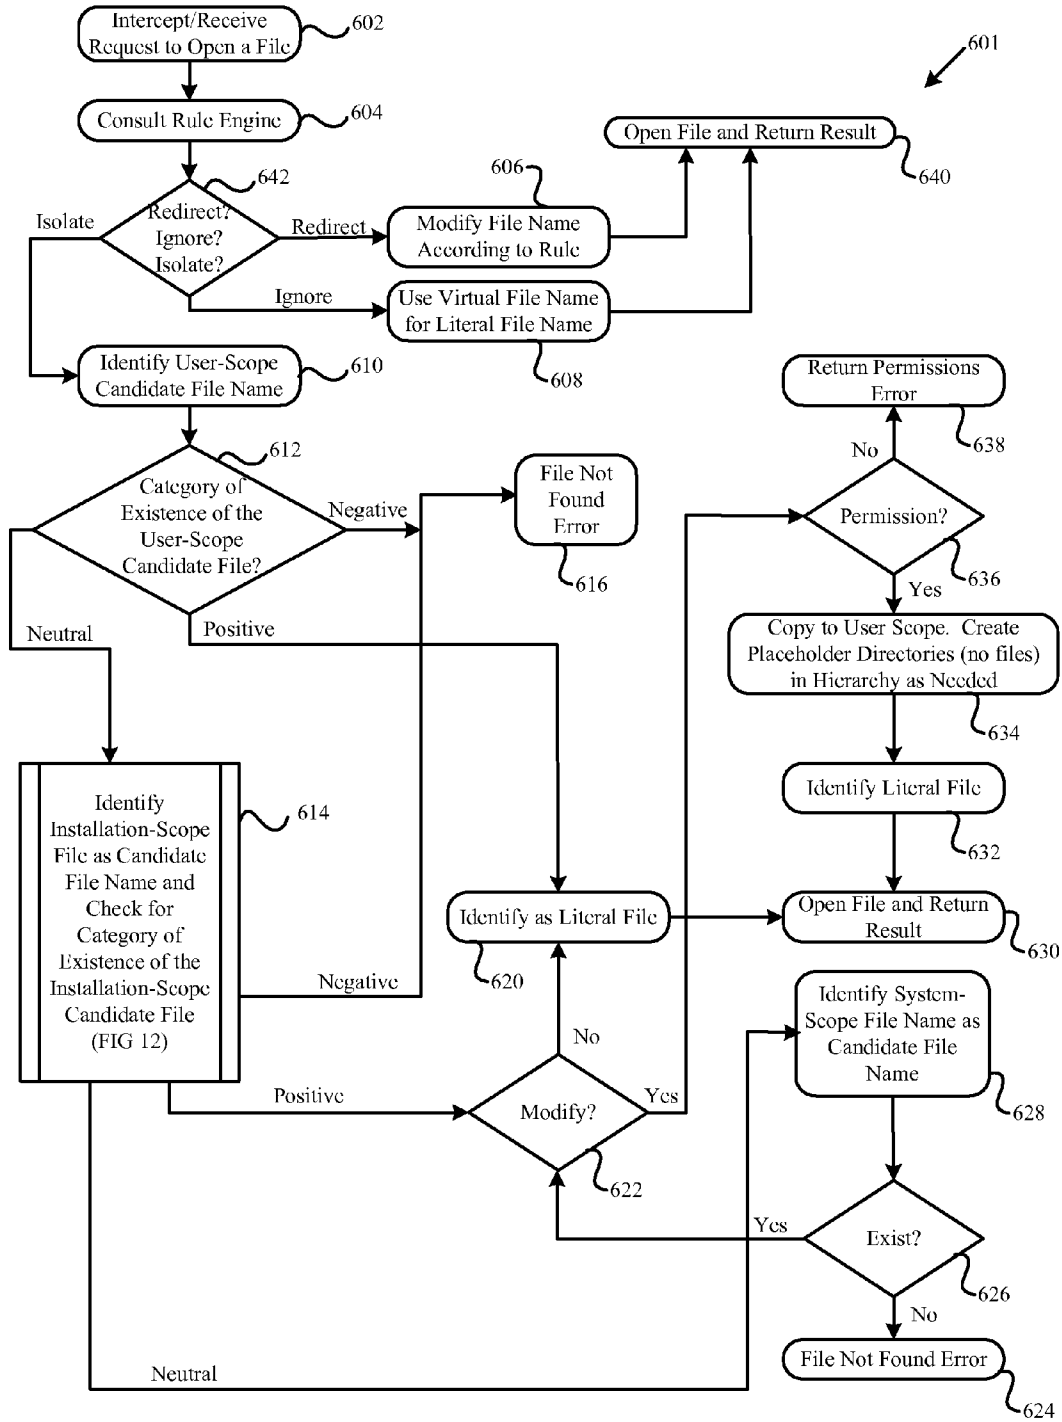 Intercept/Receive
Request to Open a File
602
601
Consult Rule Engine
604
Open File and Return Result
640
642
Redirect?
Ignore?
Isolate?
Isolate
Redirect
606
Modify File Name
According to Rule
Ignore
Use Virtual File Name
for Literal File Name
608
Identify User-Scope
Candidate File Name
610
Return Permissions
Error
638
612
Category of
Existence of the
User-Scope
Candidate File?
Negative
File Not
Found
Error
616
No
Permission?
636
Yes
Neutral
Positive
Copy to User Scope. Create
Placeholder Directories (no files)
in Hierarchy as Needed
634
Identify
Installation-Scope
File as Candidate
File Name and
Check for
Category of
Existence of the
Installation-Scope
Candidate File
(FIG 12)
614
Identify Literal File
632
Identify as Literal File
620
Open File and Return
Result
630
Negative
Identify System-
Scope File Name as
Candidate File
Name
628
No
Positive
Modify?
Yes
622
Yes
Exist?
626
No
Neutral
File Not Found Error
624